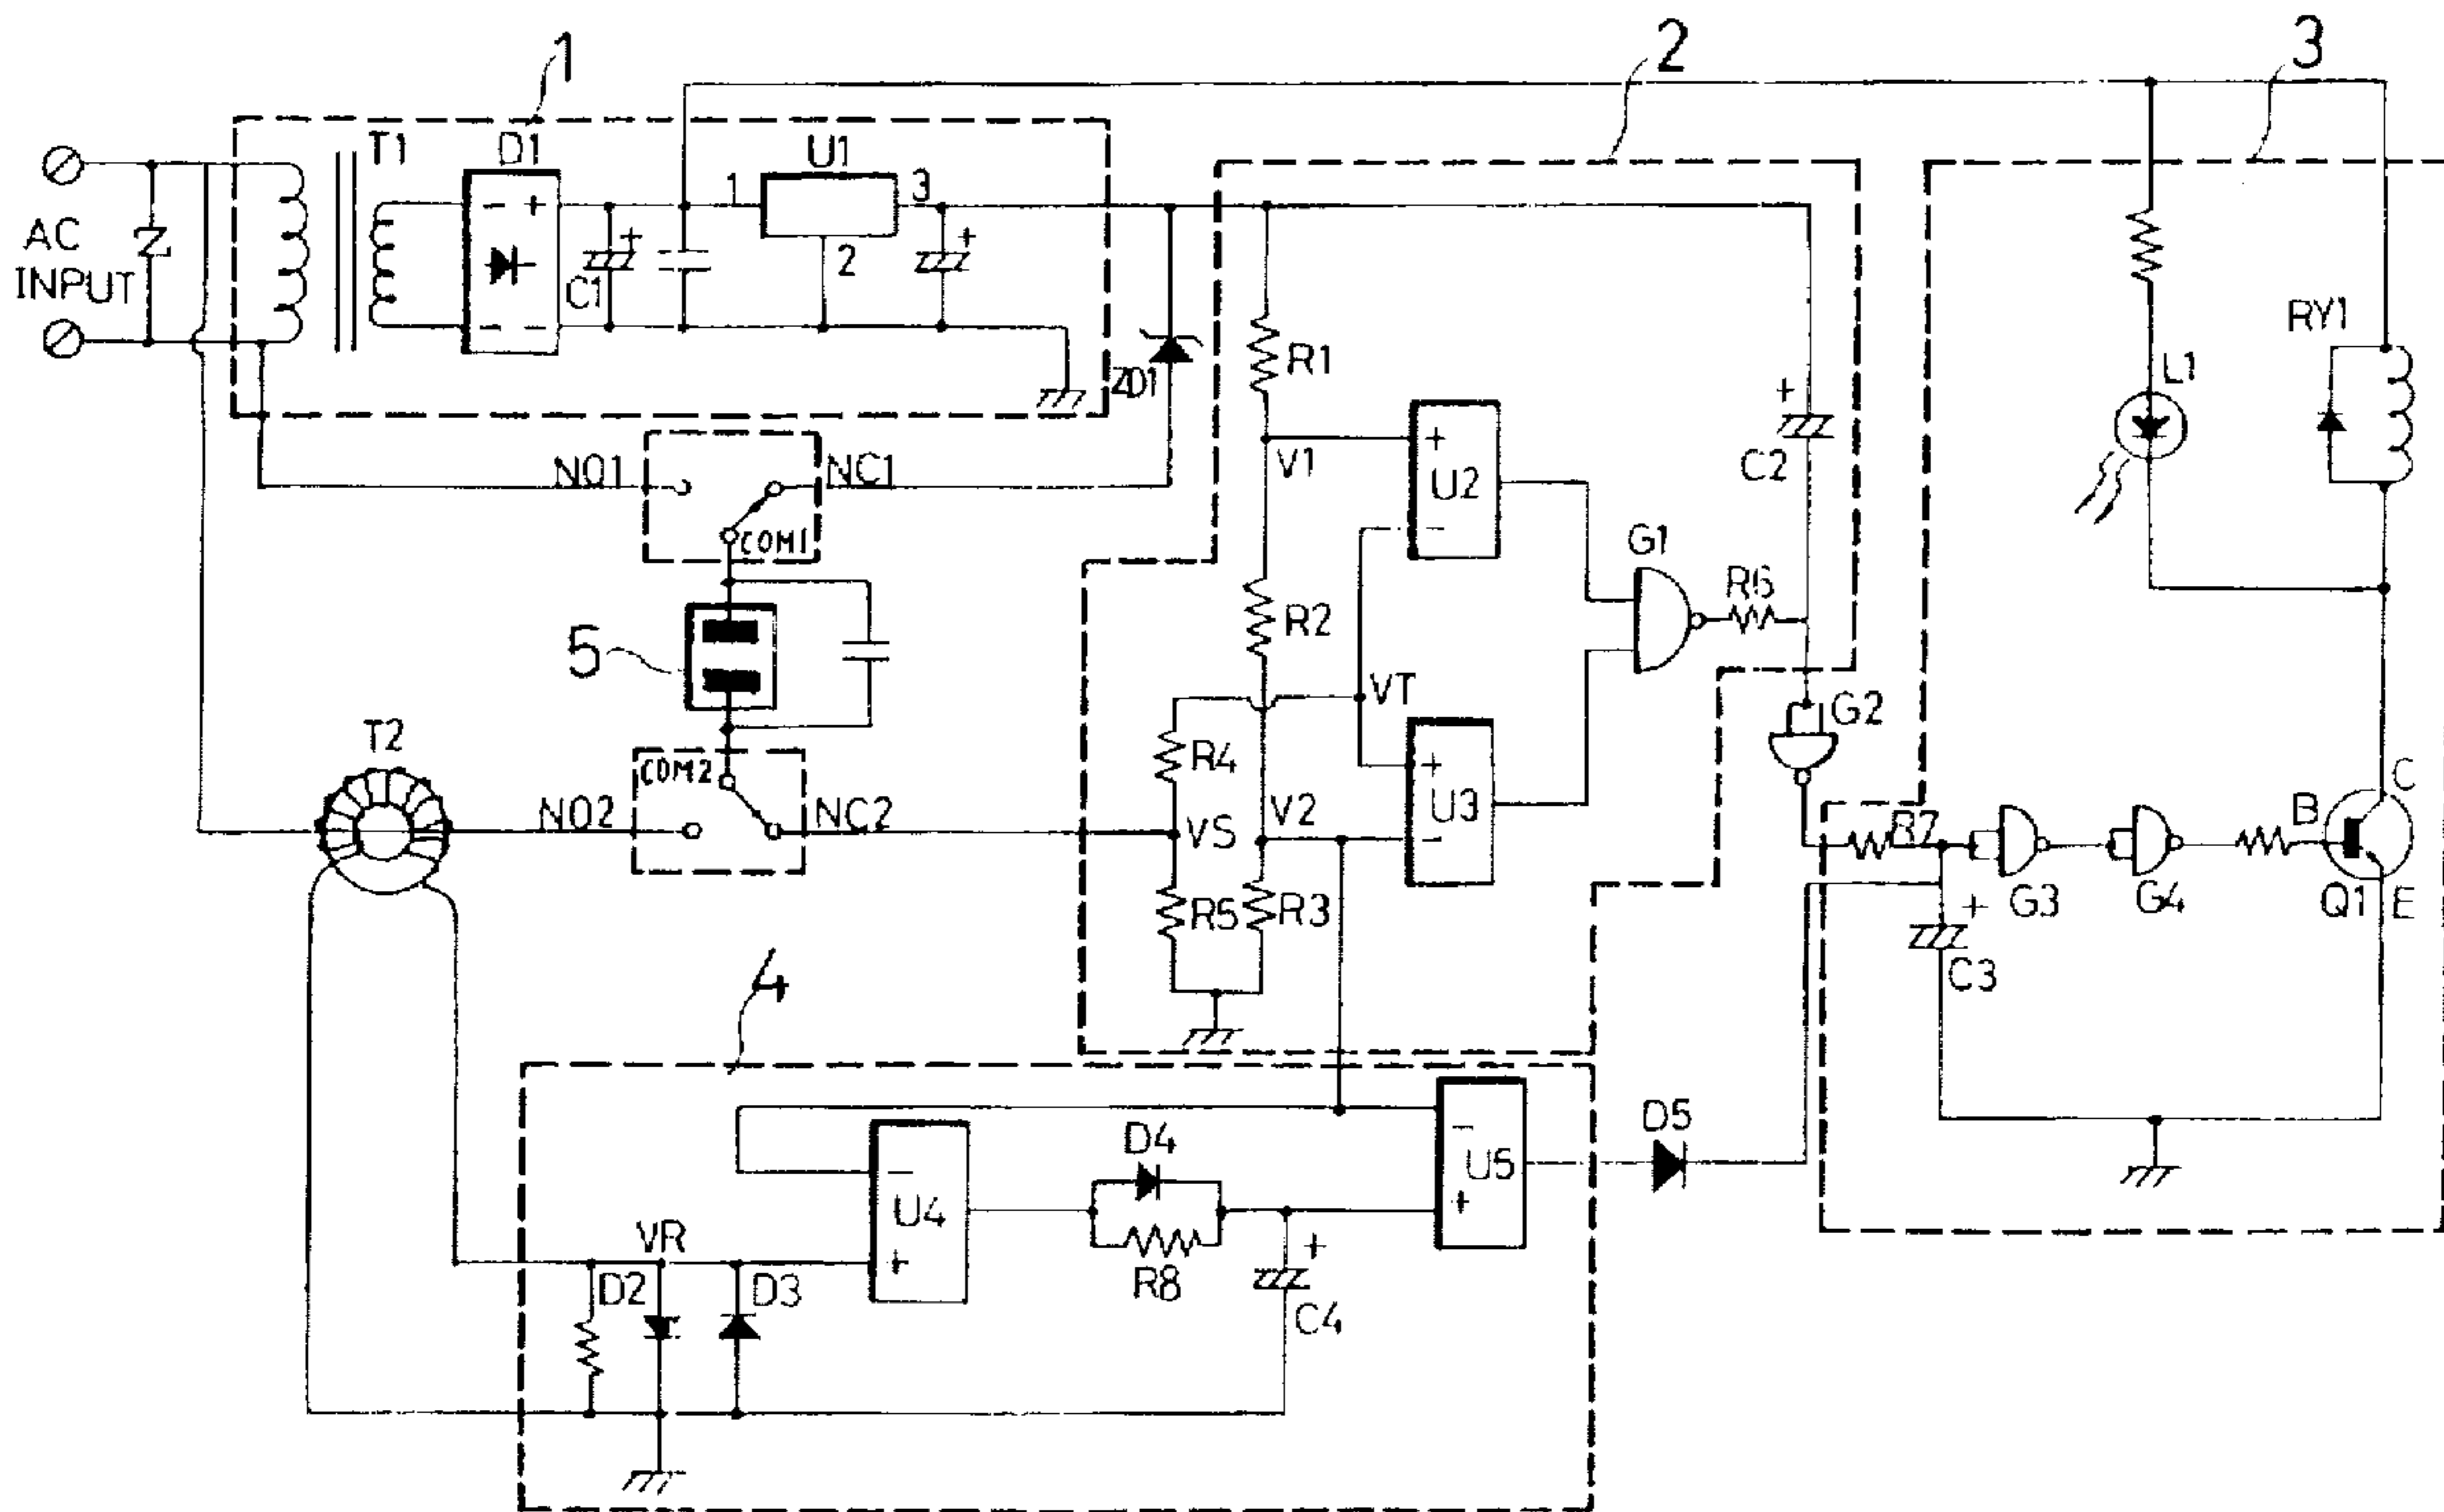 1
2
3
T1
D1
U1
1
3
2
AC
INPUT
C1
ZD1
R1
RY1
L1
NO1
NC1
COM1
V1
+
U2
−
C2
+
G1
R6
5
R2
VT
G2
T2
COM2
R4
+
U3
−
NO2
NC2
VS
V2
R7
B
C
G3
G4
Q1
E
R5
R3
+
C3
4
D4
−
U5
+
D5
−
U4
+
VR
D2
D3
R8
+
C4